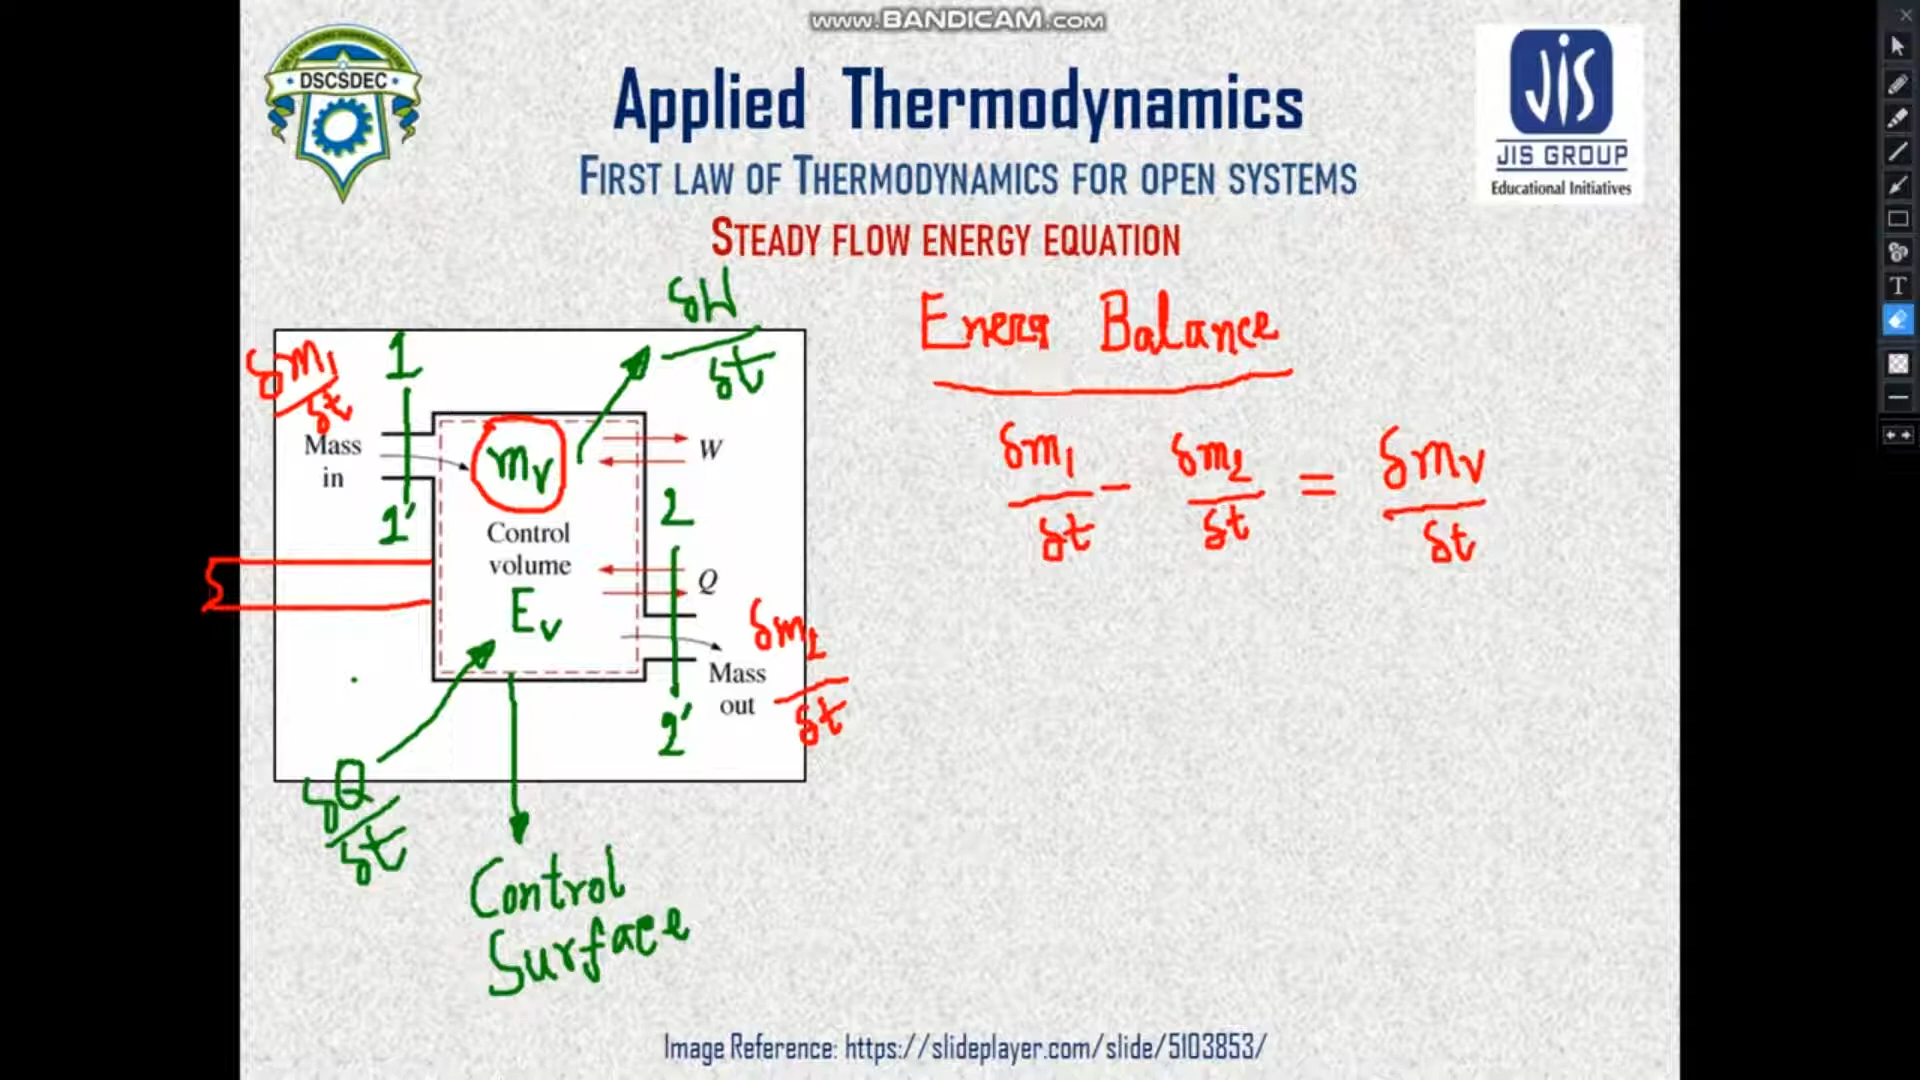 www.BANDICAM.com
DSCSDEC
Applied Thermodynamics
FIRST LAW OF THERMODYNAMICS FOR OPEN SYSTEMS
STEADY FLOW ENERGY EQUATION
JIS
JIS GROUP
Educational Initiatives
δW
δt
δm1
δt
1
Mass
in
1'
mv
W
Control
volume
Ev
2
Q
δm2
δt
Mass
out
2'
δQ
δt
Control
Surface
Energ Balance
δm1/δt - δm2/δt = δmv/δt
T
Image Reference: https://slideplayer.com/slide/5103853/